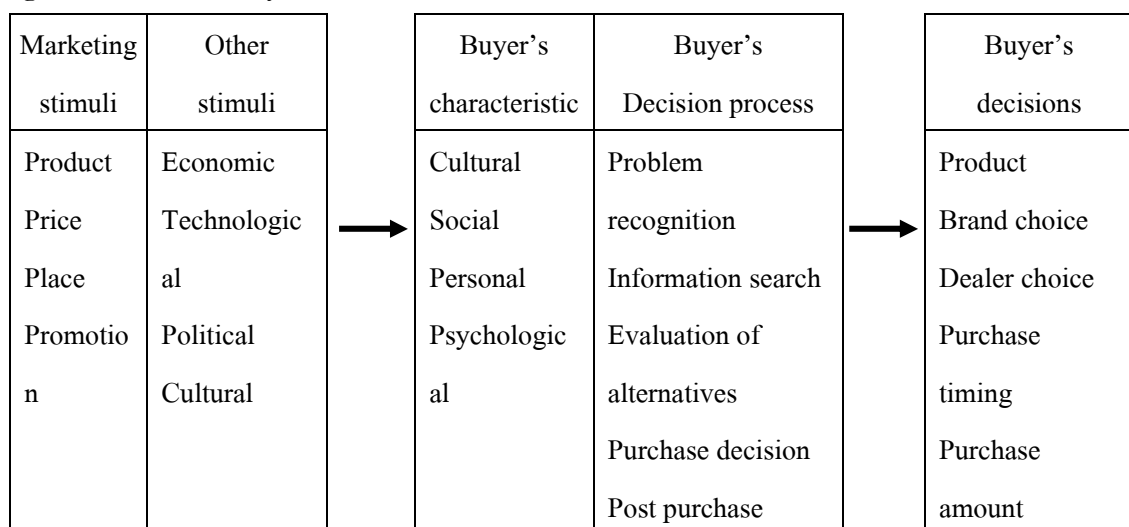 Marketing
stimuli
Other
stimuli
Buyer’s
characteristic
Buyer’s
Decision process
Buyer’s
decisions
Product
Price
Place
Promotio
n
Economic
Technologic
al
Political
Cultural
Cultural
Social
Personal
Psychologic
al
Problem
recognition
Information search
Evaluation of
alternatives
Purchase decision
Post purchase
Product
Brand choice
Dealer choice
Purchase
timing
Purchase
amount